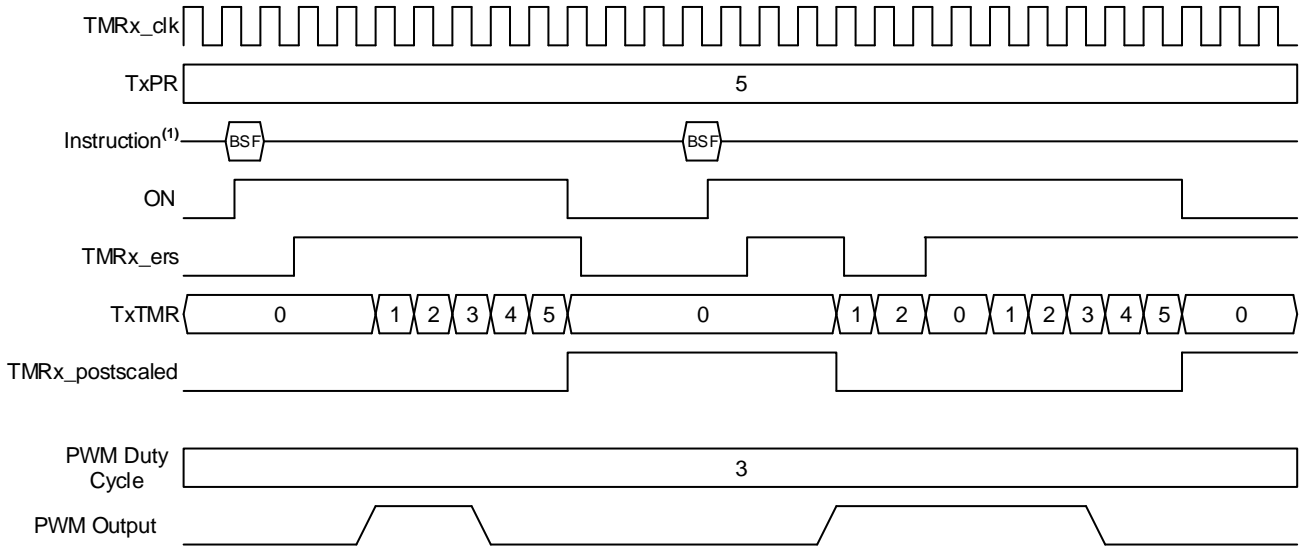 TMRx_clk
TxPR 5
Instruction(1) BSF BSF
ON
TMRx_ers
TxTMR 0 1 2 3 4 5 0 1 2 0 1 2 3 4 5 0
TMRx_postscaled
PWM Duty
Cycle 3
PWM Output